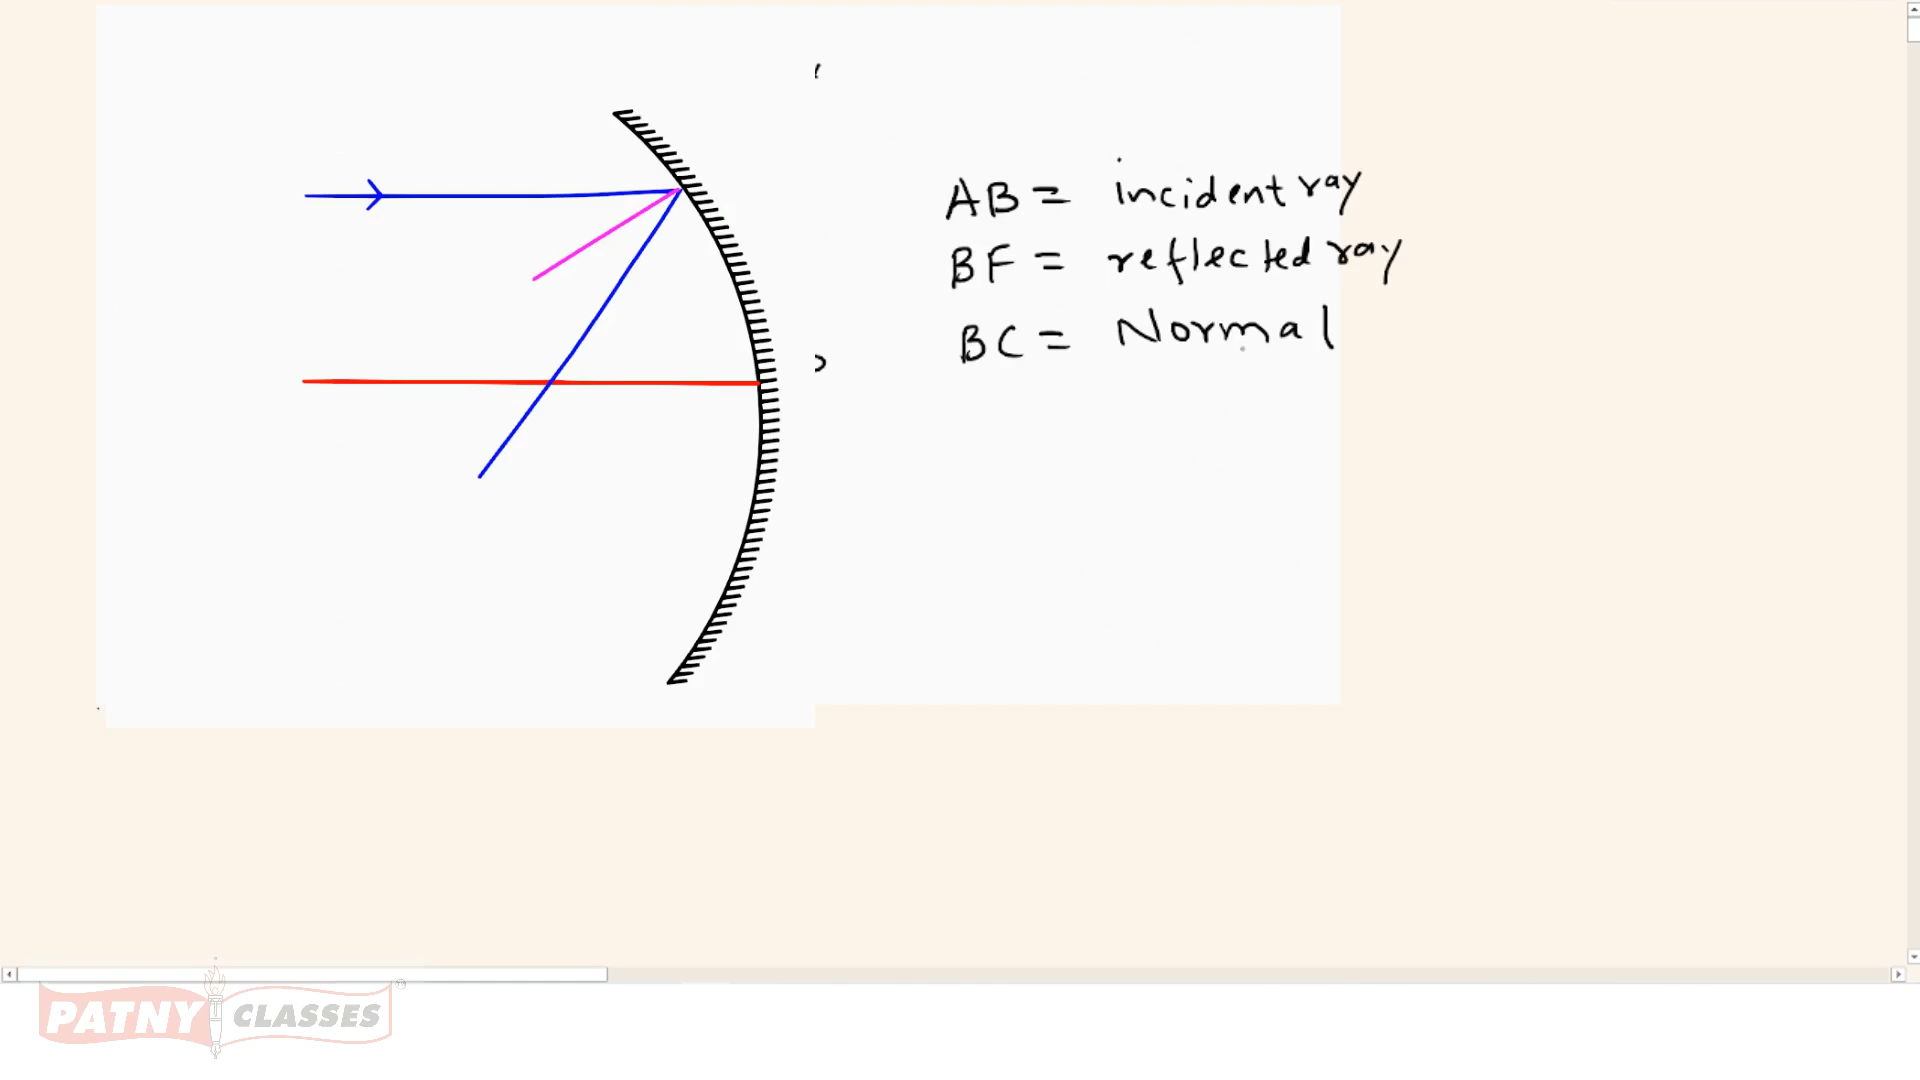 AB = incident ray
BF = reflected ray
BC = Normal
PATNY CLASSES